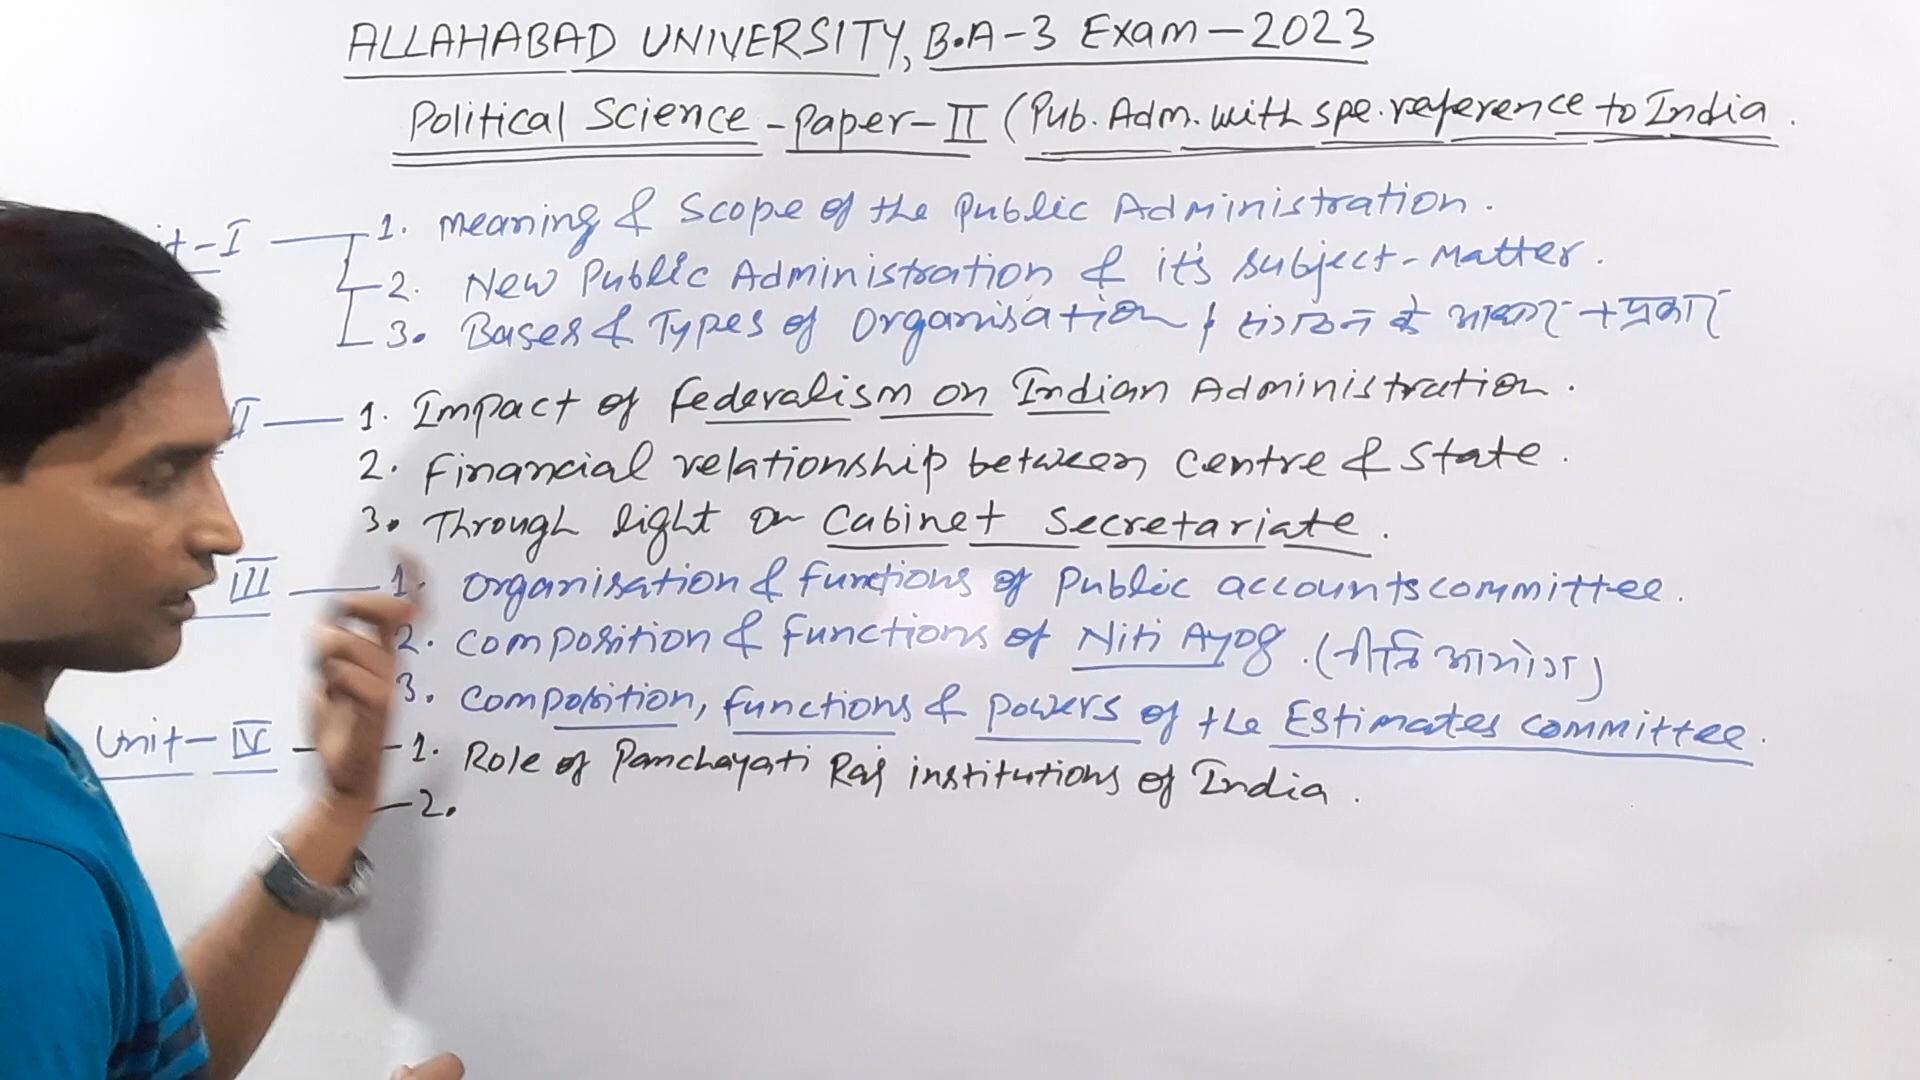 ALLAHABAD UNIVERSITY, B.A-3 Exam-2023
Political Science - Paper-II (Pub. Adm. with spe. reference to India.
it-I 1. Meaning & Scope of the Public Administration.
2. New Public Administration & it's subject-Matter.
3. Bases & Types of Organisation / संगठन के आकार + प्रकार
II 1. Impact of federalism on Indian Administration.
2. Financial relationship between Centre & State.
3. Through light on Cabinet Secretariate.
III 1. Organisation & functions of Public accounts committee.
2. Composition & functions of Niti Ayog. (नीति आयोग)
3. Composition, functions & powers of the Estimates committee.
Unit-IV 1. Role of Panchayati Raj institutions of India.
2.